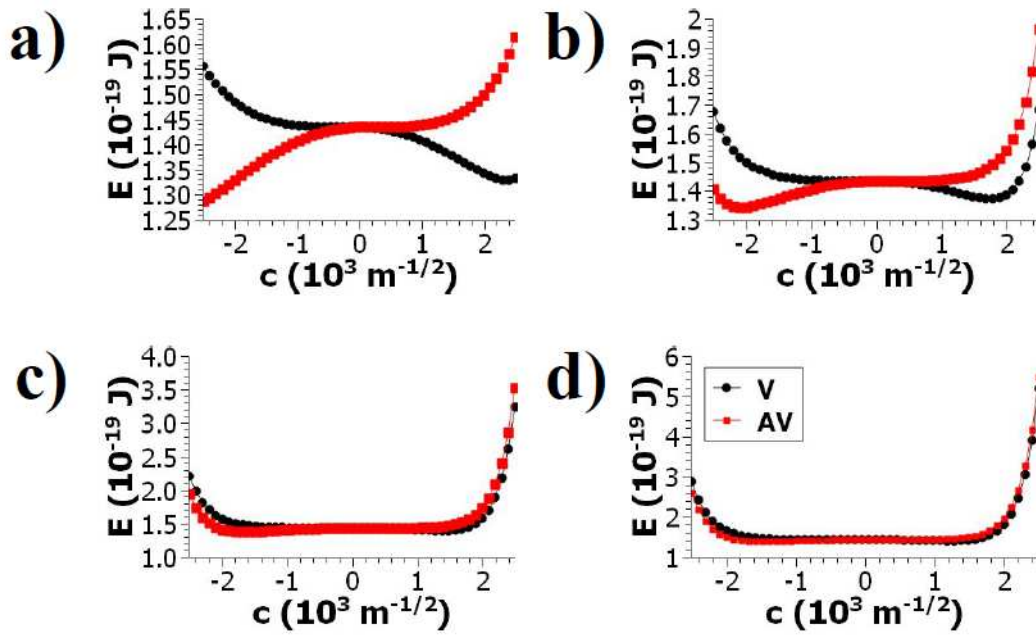 a)
E (10⁻¹⁹ J)
1.65
1.60
1.55
1.50
1.45
1.40
1.35
1.30
1.25
-2 -1 0 1 2
c (10³ m⁻¹/²)
b)
E (10⁻¹⁹ J)
2
1.9
1.8
1.7
1.6
1.5
1.4
1.3
-2 -1 0 1 2
c (10³ m⁻¹/²)
c)
E (10⁻¹⁹ J)
4.0
3.5
3.0
2.5
2.0
1.5
1.0
-2 -1 0 1 2
c (10³ m⁻¹/²)
d)
E (10⁻¹⁹ J)
6
5
4
3
2
1
V
AV
-2 -1 0 1 2
c (10³ m⁻¹/²)